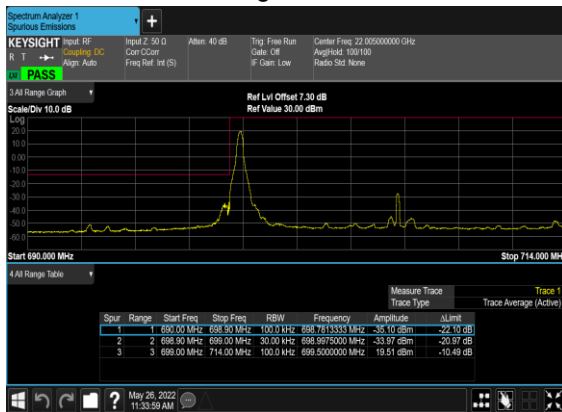 Spectrum Analyzer 1
Spurious Emissions
+
KEYSIGHT Input: RF Input Z: 50 Ω Atten: 40 dB Trig: Free Run Center Freq: 22.005000000 GHz
R T Coupling: DC Corr CCorr Gate: Off Avg|Hold: 100/100
Align: Auto Freq Ref: Int (S) IF Gain: Low Radio Std: None
PASS
3 All Range Graph
Ref Lvl Offset 7.30 dB
Scale/Div 10.0 dB Ref Value 30.00 dBm
Log
20.0
10.0
0.00
-10.0
-20.0
-30.0
-40.0
-50.0
-60.0
Start 690.000 MHz Stop 714.000 MH
4 All Range Table
Measure Trace Trace 1
Trace Type Trace Average (Active)
Spur Range Start Freq Stop Freq RBW Frequency Amplitude ΔLimit
1 1 690.00 MHz 698.90 MHz 100.0 kHz 698.7813333 MHz -35.10 dBm -22.10 dB
2 2 698.90 MHz 699.00 MHz 30.00 kHz 698.9975000 MHz -33.97 dBm -20.97 dB
3 3 699.00 MHz 714.00 MHz 100.0 kHz 699.5000000 MHz 19.51 dBm -10.49 dB
? May 26, 2022
11:33:59 AM